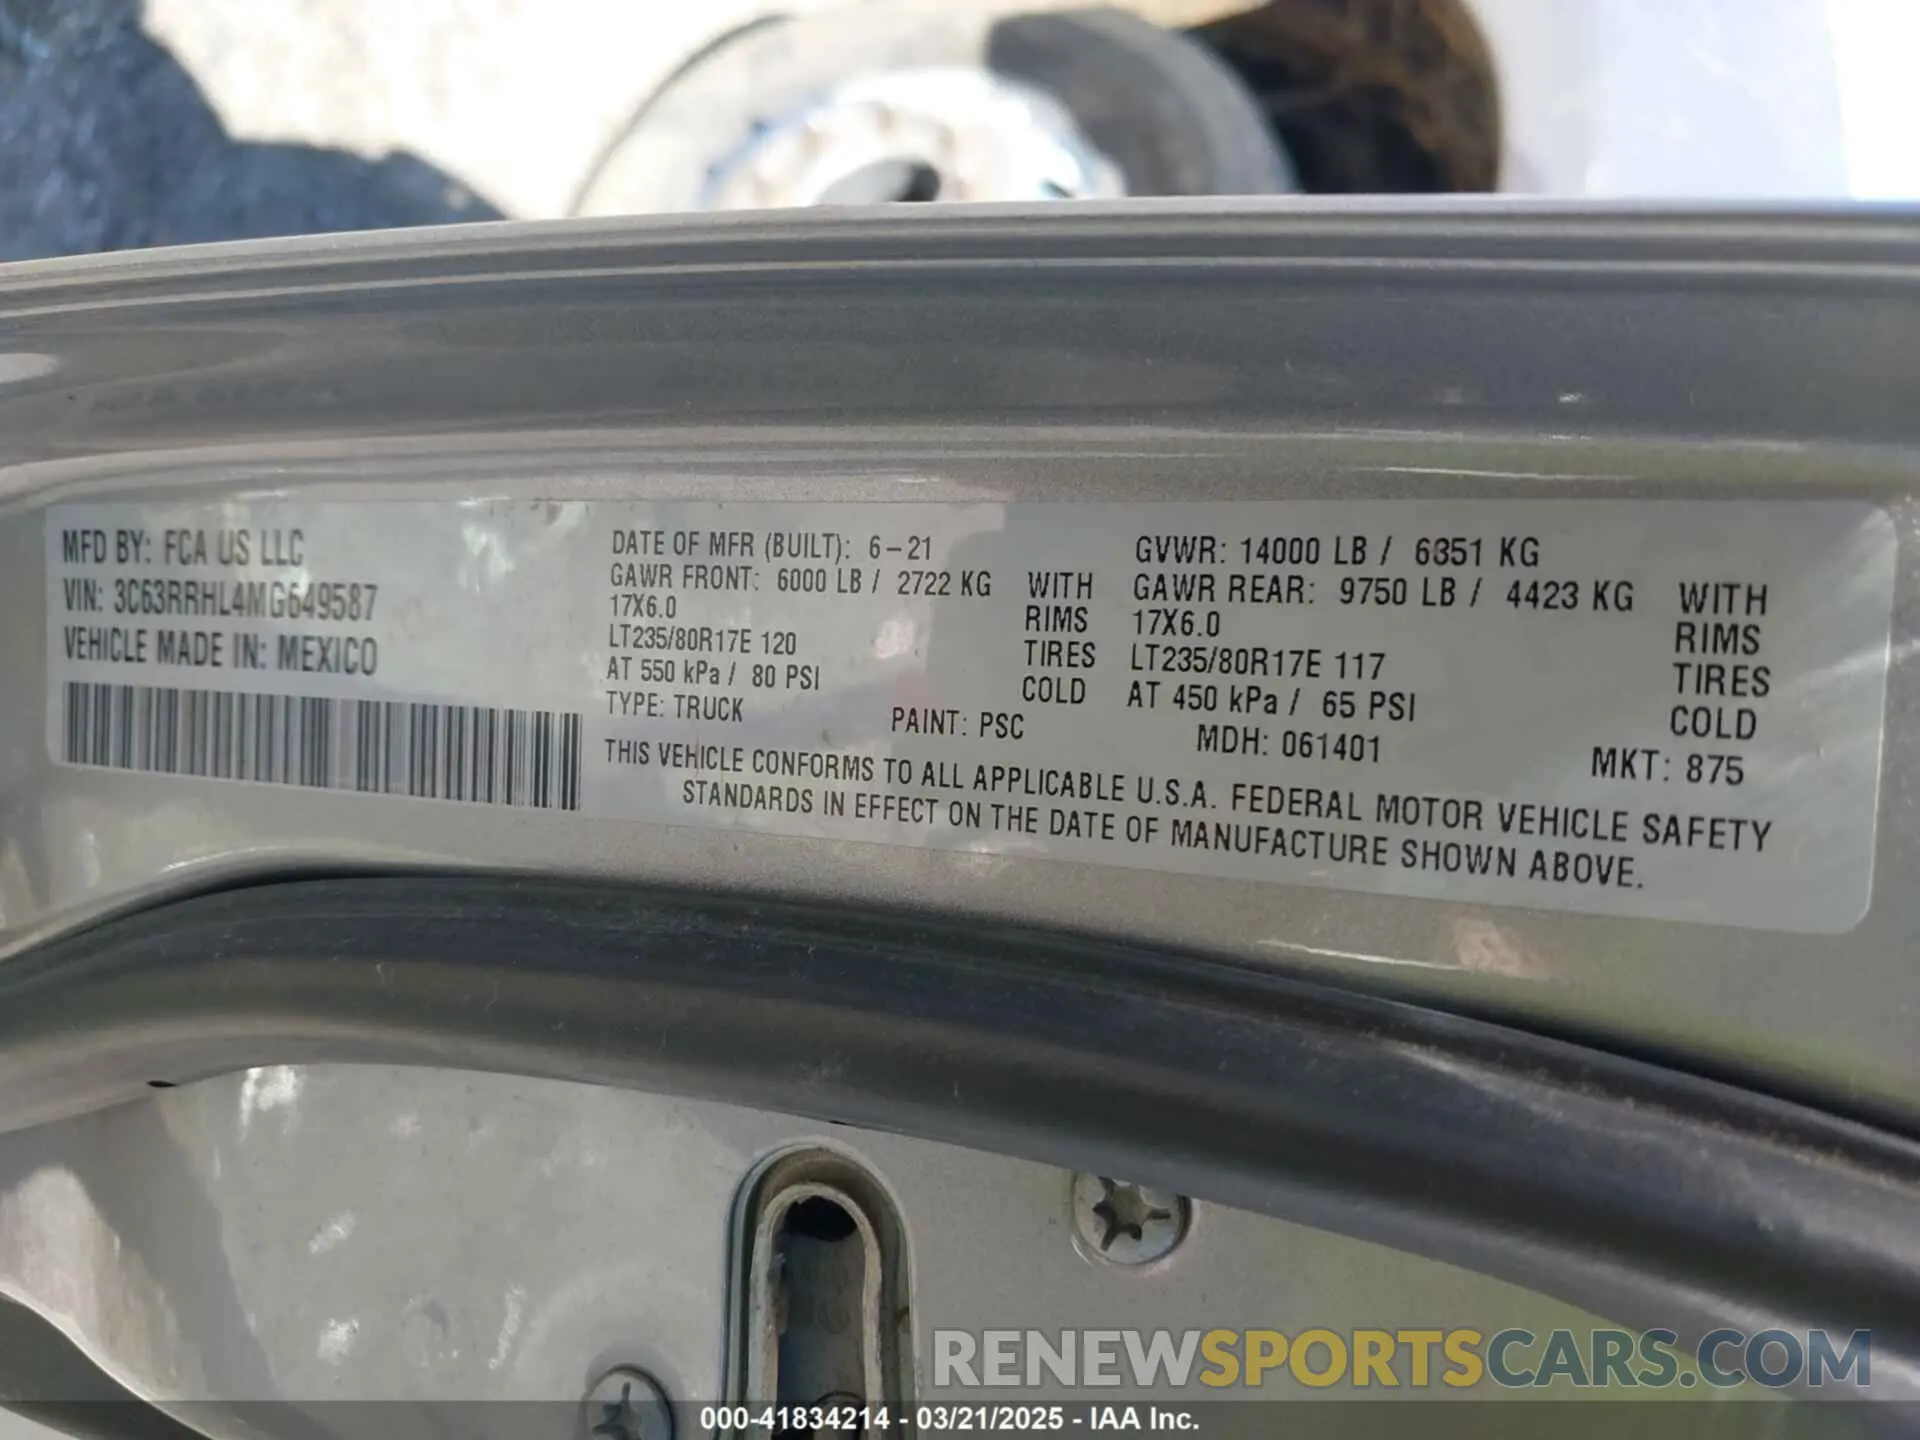 MFD BY: FCA US LLC
VIN: 3C63RRHL4MG649587
VEHICLE MADE IN: MEXICO
DATE OF MFR (BUILT): 6-21
GAWR FRONT: 6000 LB / 2722 KG WITH
17X6.0 RIMS
LT235/80R17E 120 TIRES
AT 550 kPa / 80 PSI COLD
TYPE: TRUCK PAINT: PSC
GVWR: 14000 LB / 6351 KG
GAWR REAR: 9750 LB / 4423 KG WITH
17X6.0 RIMS
LT235/80R17E 117 TIRES
AT 450 kPa / 65 PSI COLD
MDH: 061401 MKT: 875
THIS VEHICLE CONFORMS TO ALL APPLICABLE U.S.A. FEDERAL MOTOR VEHICLE SAFETY
STANDARDS IN EFFECT ON THE DATE OF MANUFACTURE SHOWN ABOVE.
RENEWSPORTSCARS.COM
000-41834214 - 03/21/2025 - IAA Inc.